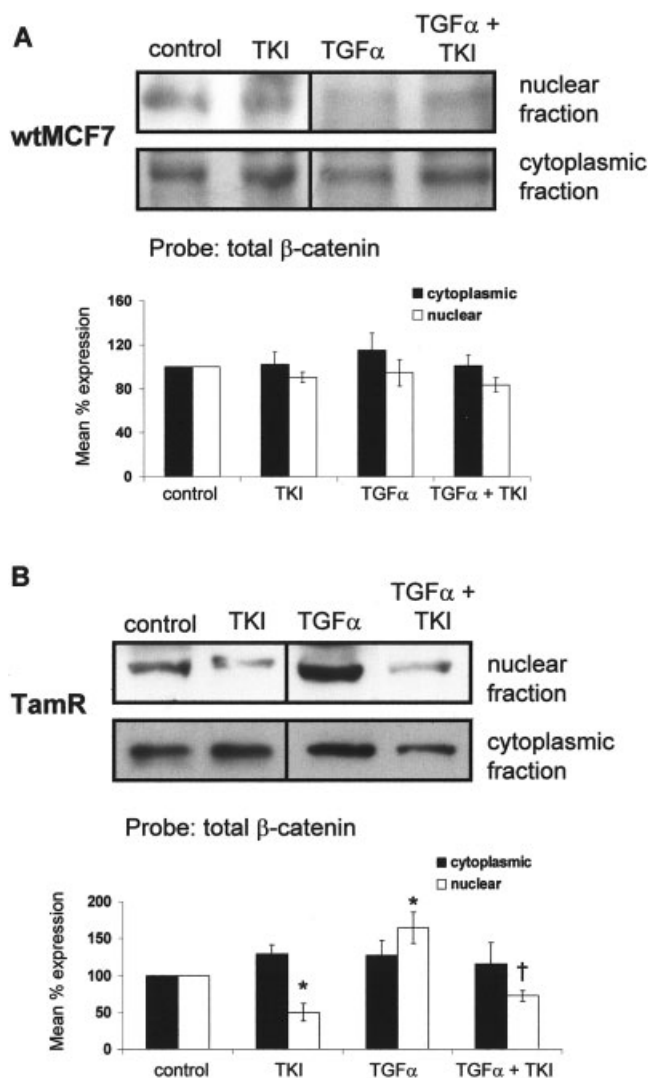 A
control TKI TGFα TGFα + TKI
wtMCF7
nuclear fraction
cytoplasmic fraction
Probe: total β-catenin
cytoplasmic
nuclear
Mean % expression
160
120
80
40
0
control TKI TGFα TGFα + TKI
B
control TKI TGFα TGFα + TKI
TamR
nuclear fraction
cytoplasmic fraction
Probe: total β-catenin
cytoplasmic
nuclear
Mean % expression
200
150
100
50
0
* * †
control TKI TGFα TGFα + TKI